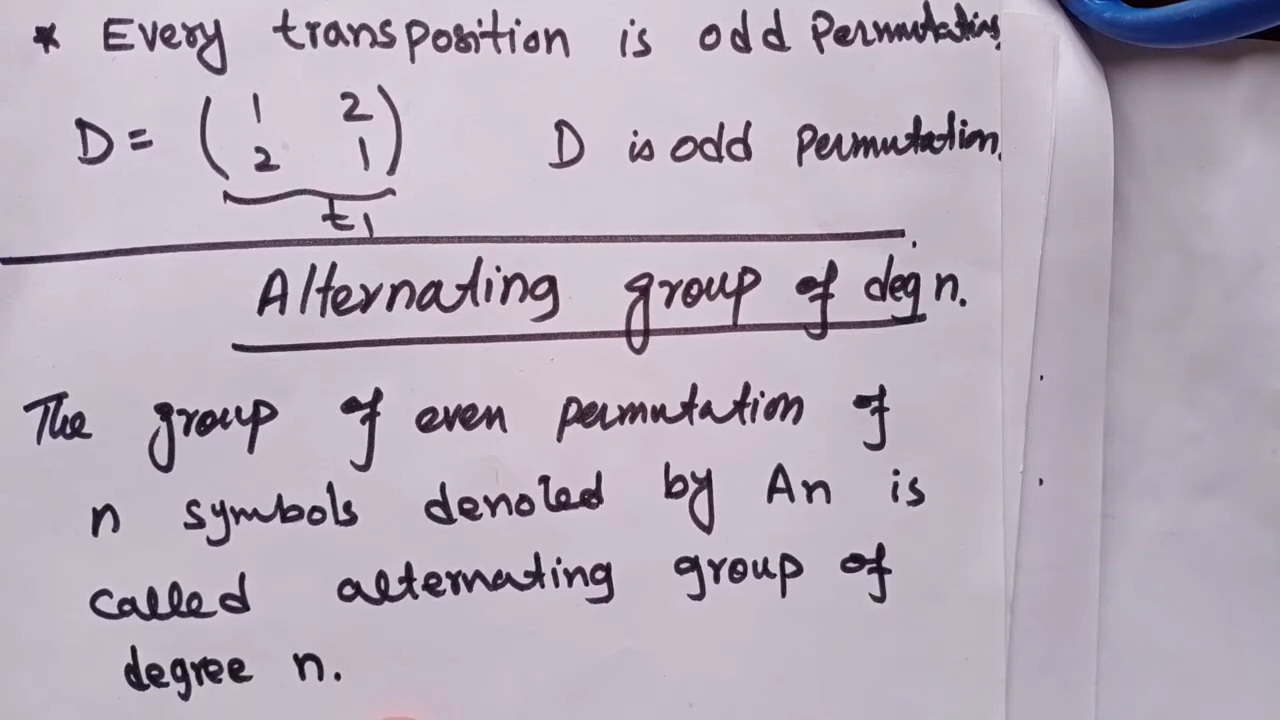 * Every transposition is odd Permutation
D = ( 1 2 )
( 2 1 ) D is odd Permutation.
t1
Alternating group of deg n.
The group of even permutation of
n symbols denoted by An is
called alternating group of
degree n.